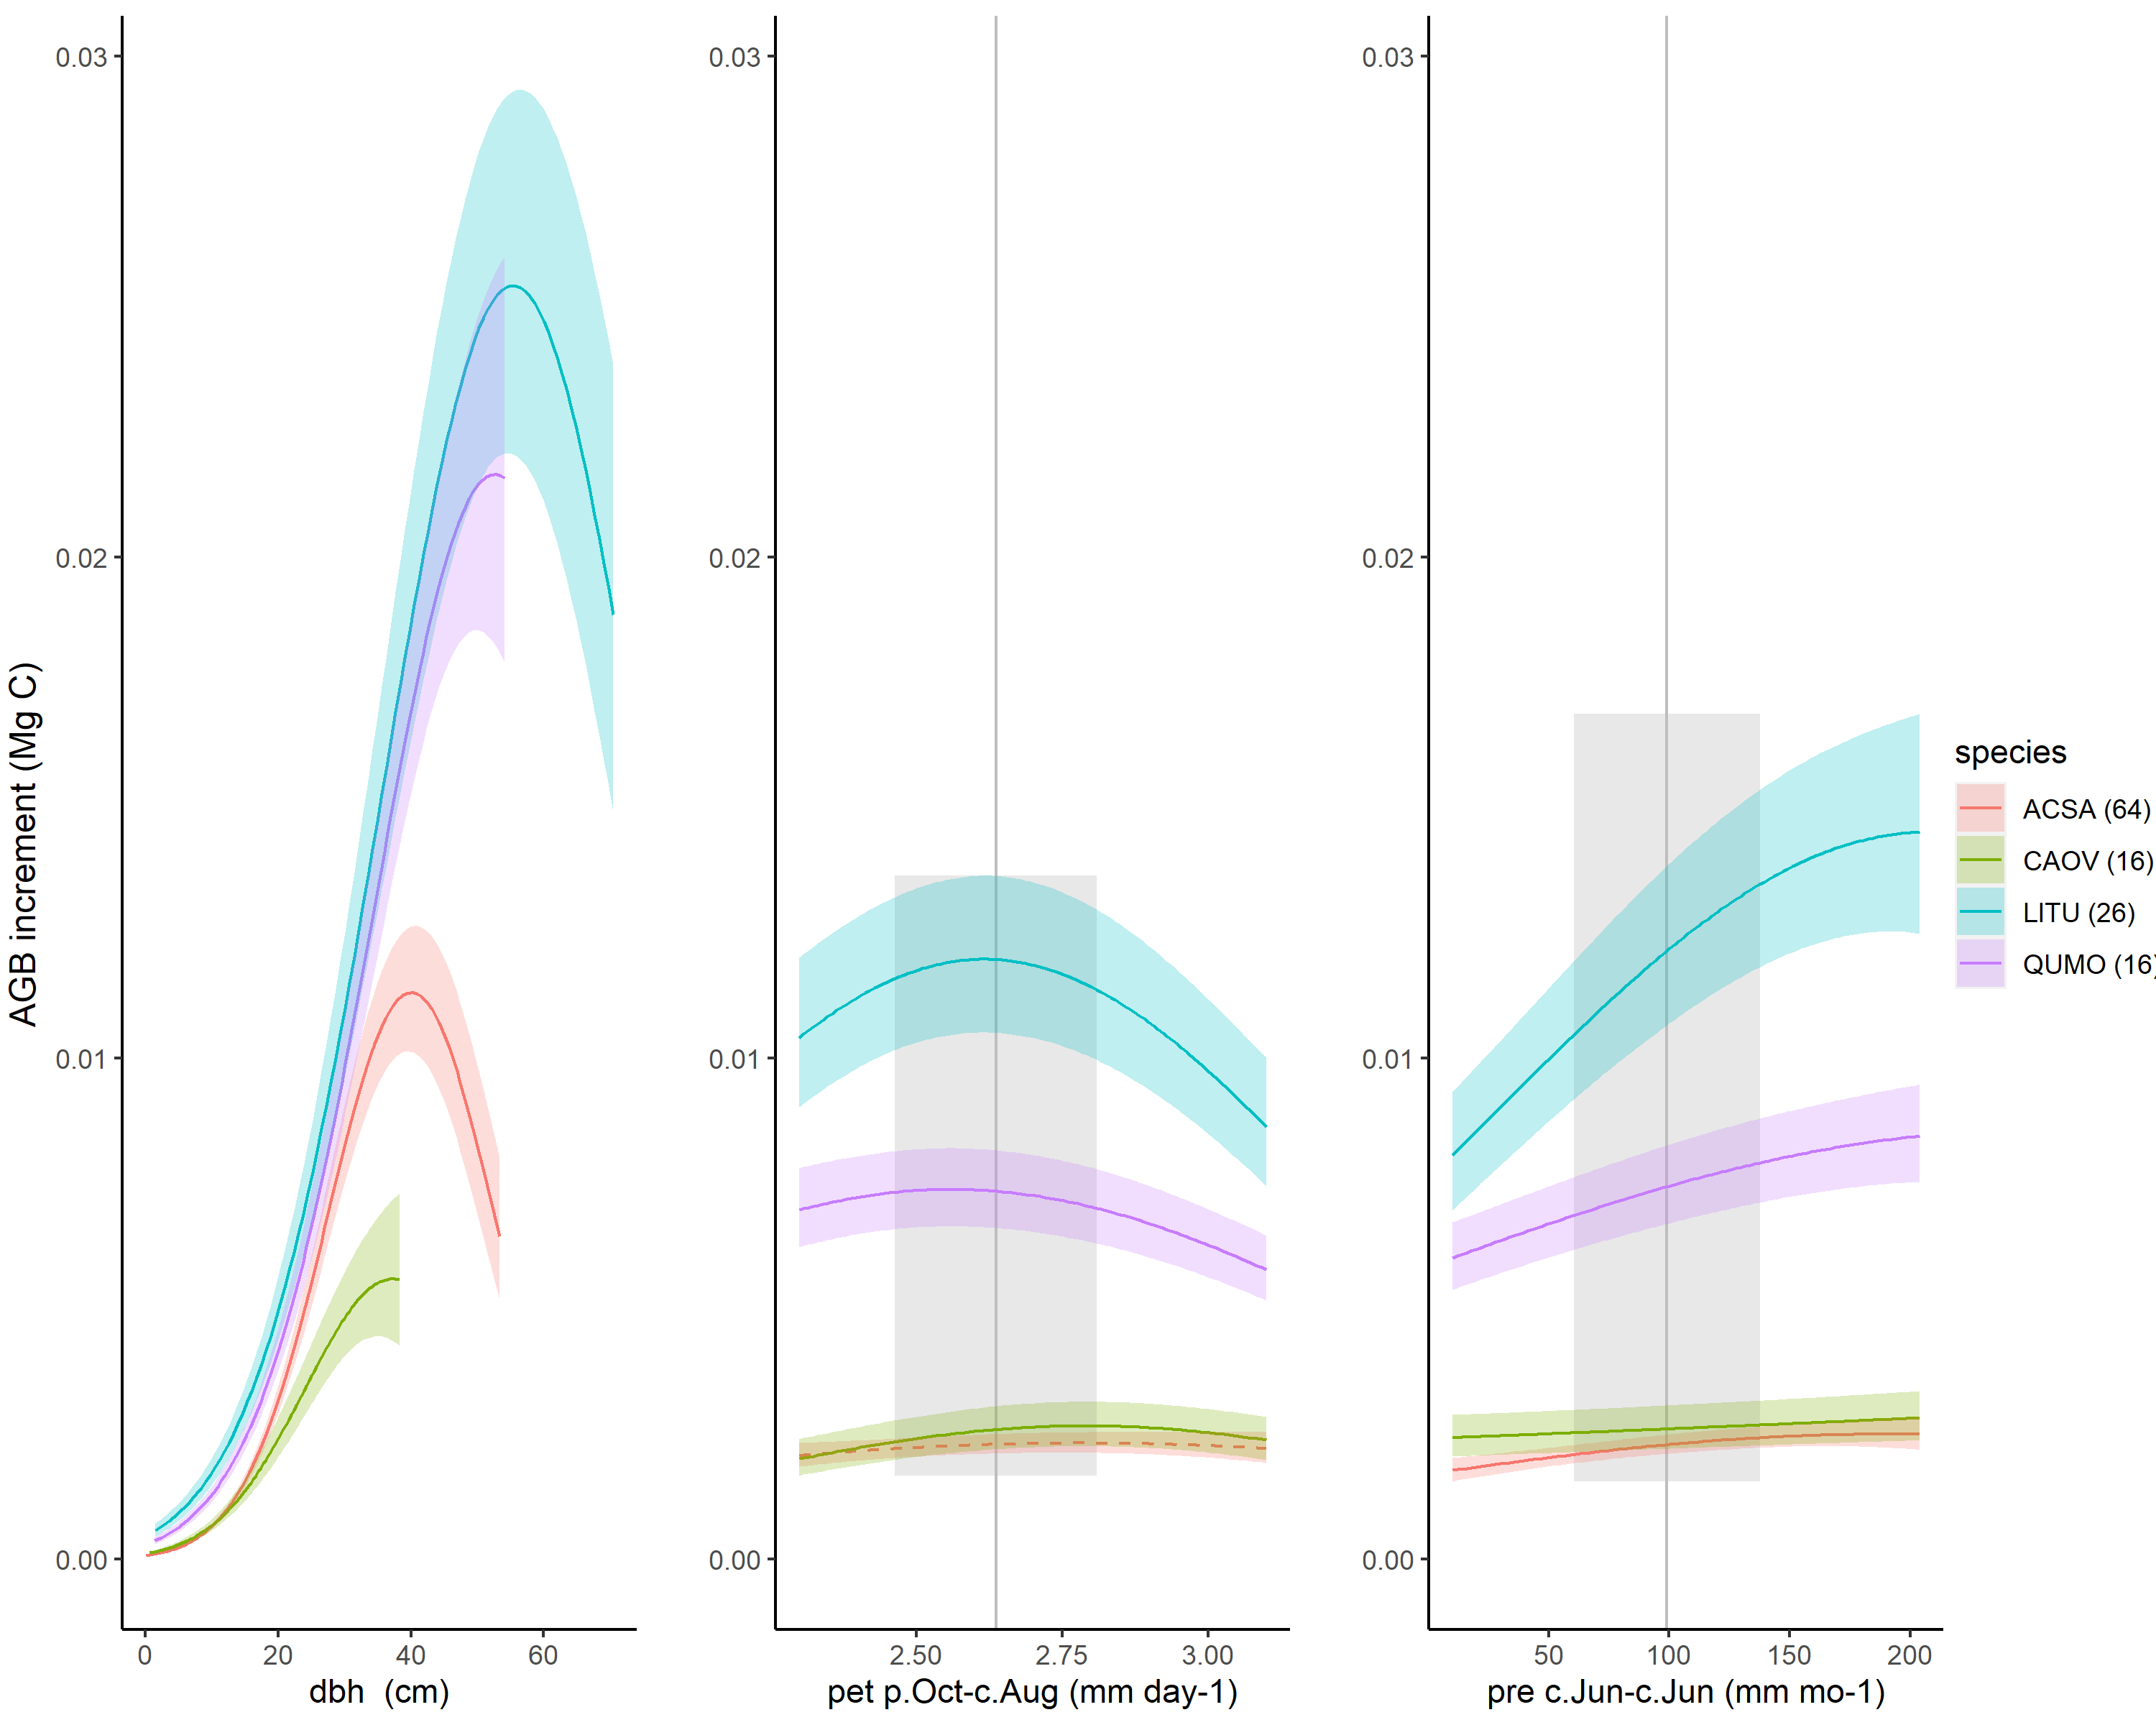 AGB increment (Mg C)
0.03
0.02
0.01
0.00
0 20 40 60
dbh (cm)
0.03
0.02
0.01
0.00
2.50 2.75 3.00
pet p.Oct-c.Aug (mm day-1)
0.03
0.02
0.01
0.00
50 100 150 200
pre c.Jun-c.Jun (mm mo-1)
species
ACSA (64)
CAOV (16)
LITU (26)
QUMO (16)